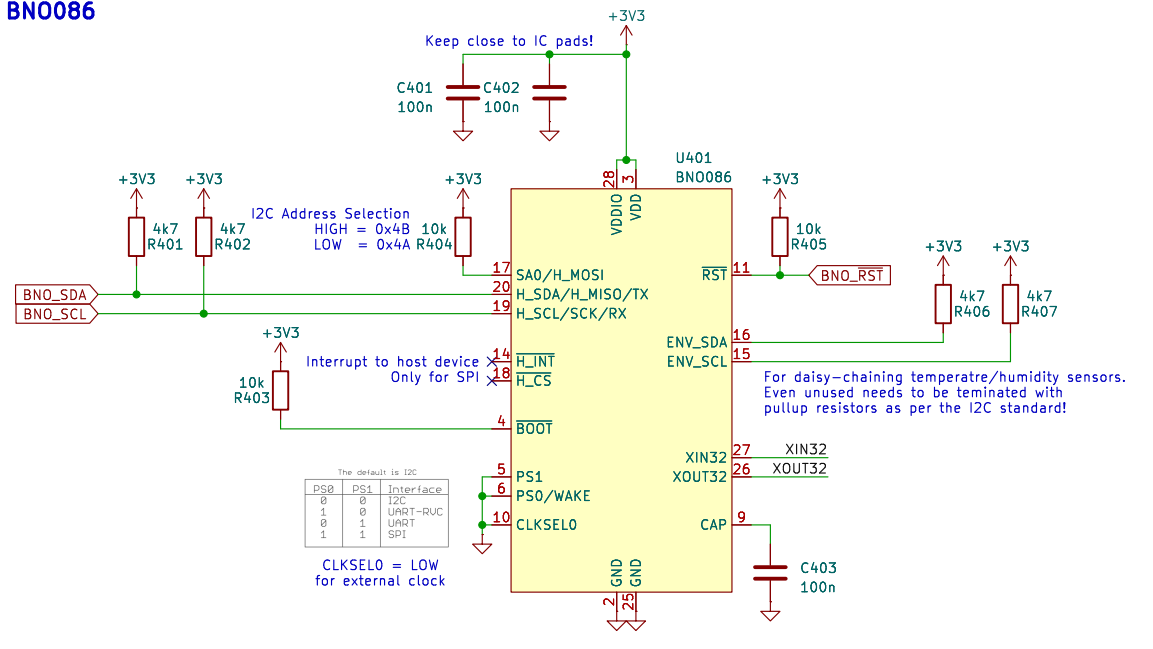 BNO086
+3V3
Keep close to IC pads!
C401
100n
C402
100n
U401
BNO086
28
3
VDDIO
VDD
+3V3
+3V3
+3V3
+3V3
4k7
R401
4k7
R402
I2C Address Selection
HIGH = 0x4B
LOW = 0x4A
10k
R404
10k
R405
17 SA0/H_MOSI
20 H_SDA/H_MISO/TX
19 H_SCL/SCK/RX
BNO_SDA
BNO_SCL
RST 11
BNO_RST
+3V3
+3V3
4k7
R406
4k7
R407
ENV_SDA 16
ENV_SCL 15
+3V3
Interrupt to host device
Only for SPI
14 H_INT
18 H_CS
10k
R403
4 BOOT
For daisy-chaining temperatre/humidity sensors.
Even unused needs to be teminated with
pullup resistors as per the I2C standard!
XIN32 27 XIN32
XOUT32 26 XOUT32
The default is I2C
PS0 PS1 Interface
0 0 I2C
1 0 UART-RVC
0 1 UART
1 1 SPI
5 PS1
6 PS0/WAKE
10 CLKSEL0
CAP 9
CLKSEL0 = LOW
for external clock
C403
100n
GND
GND
2
25